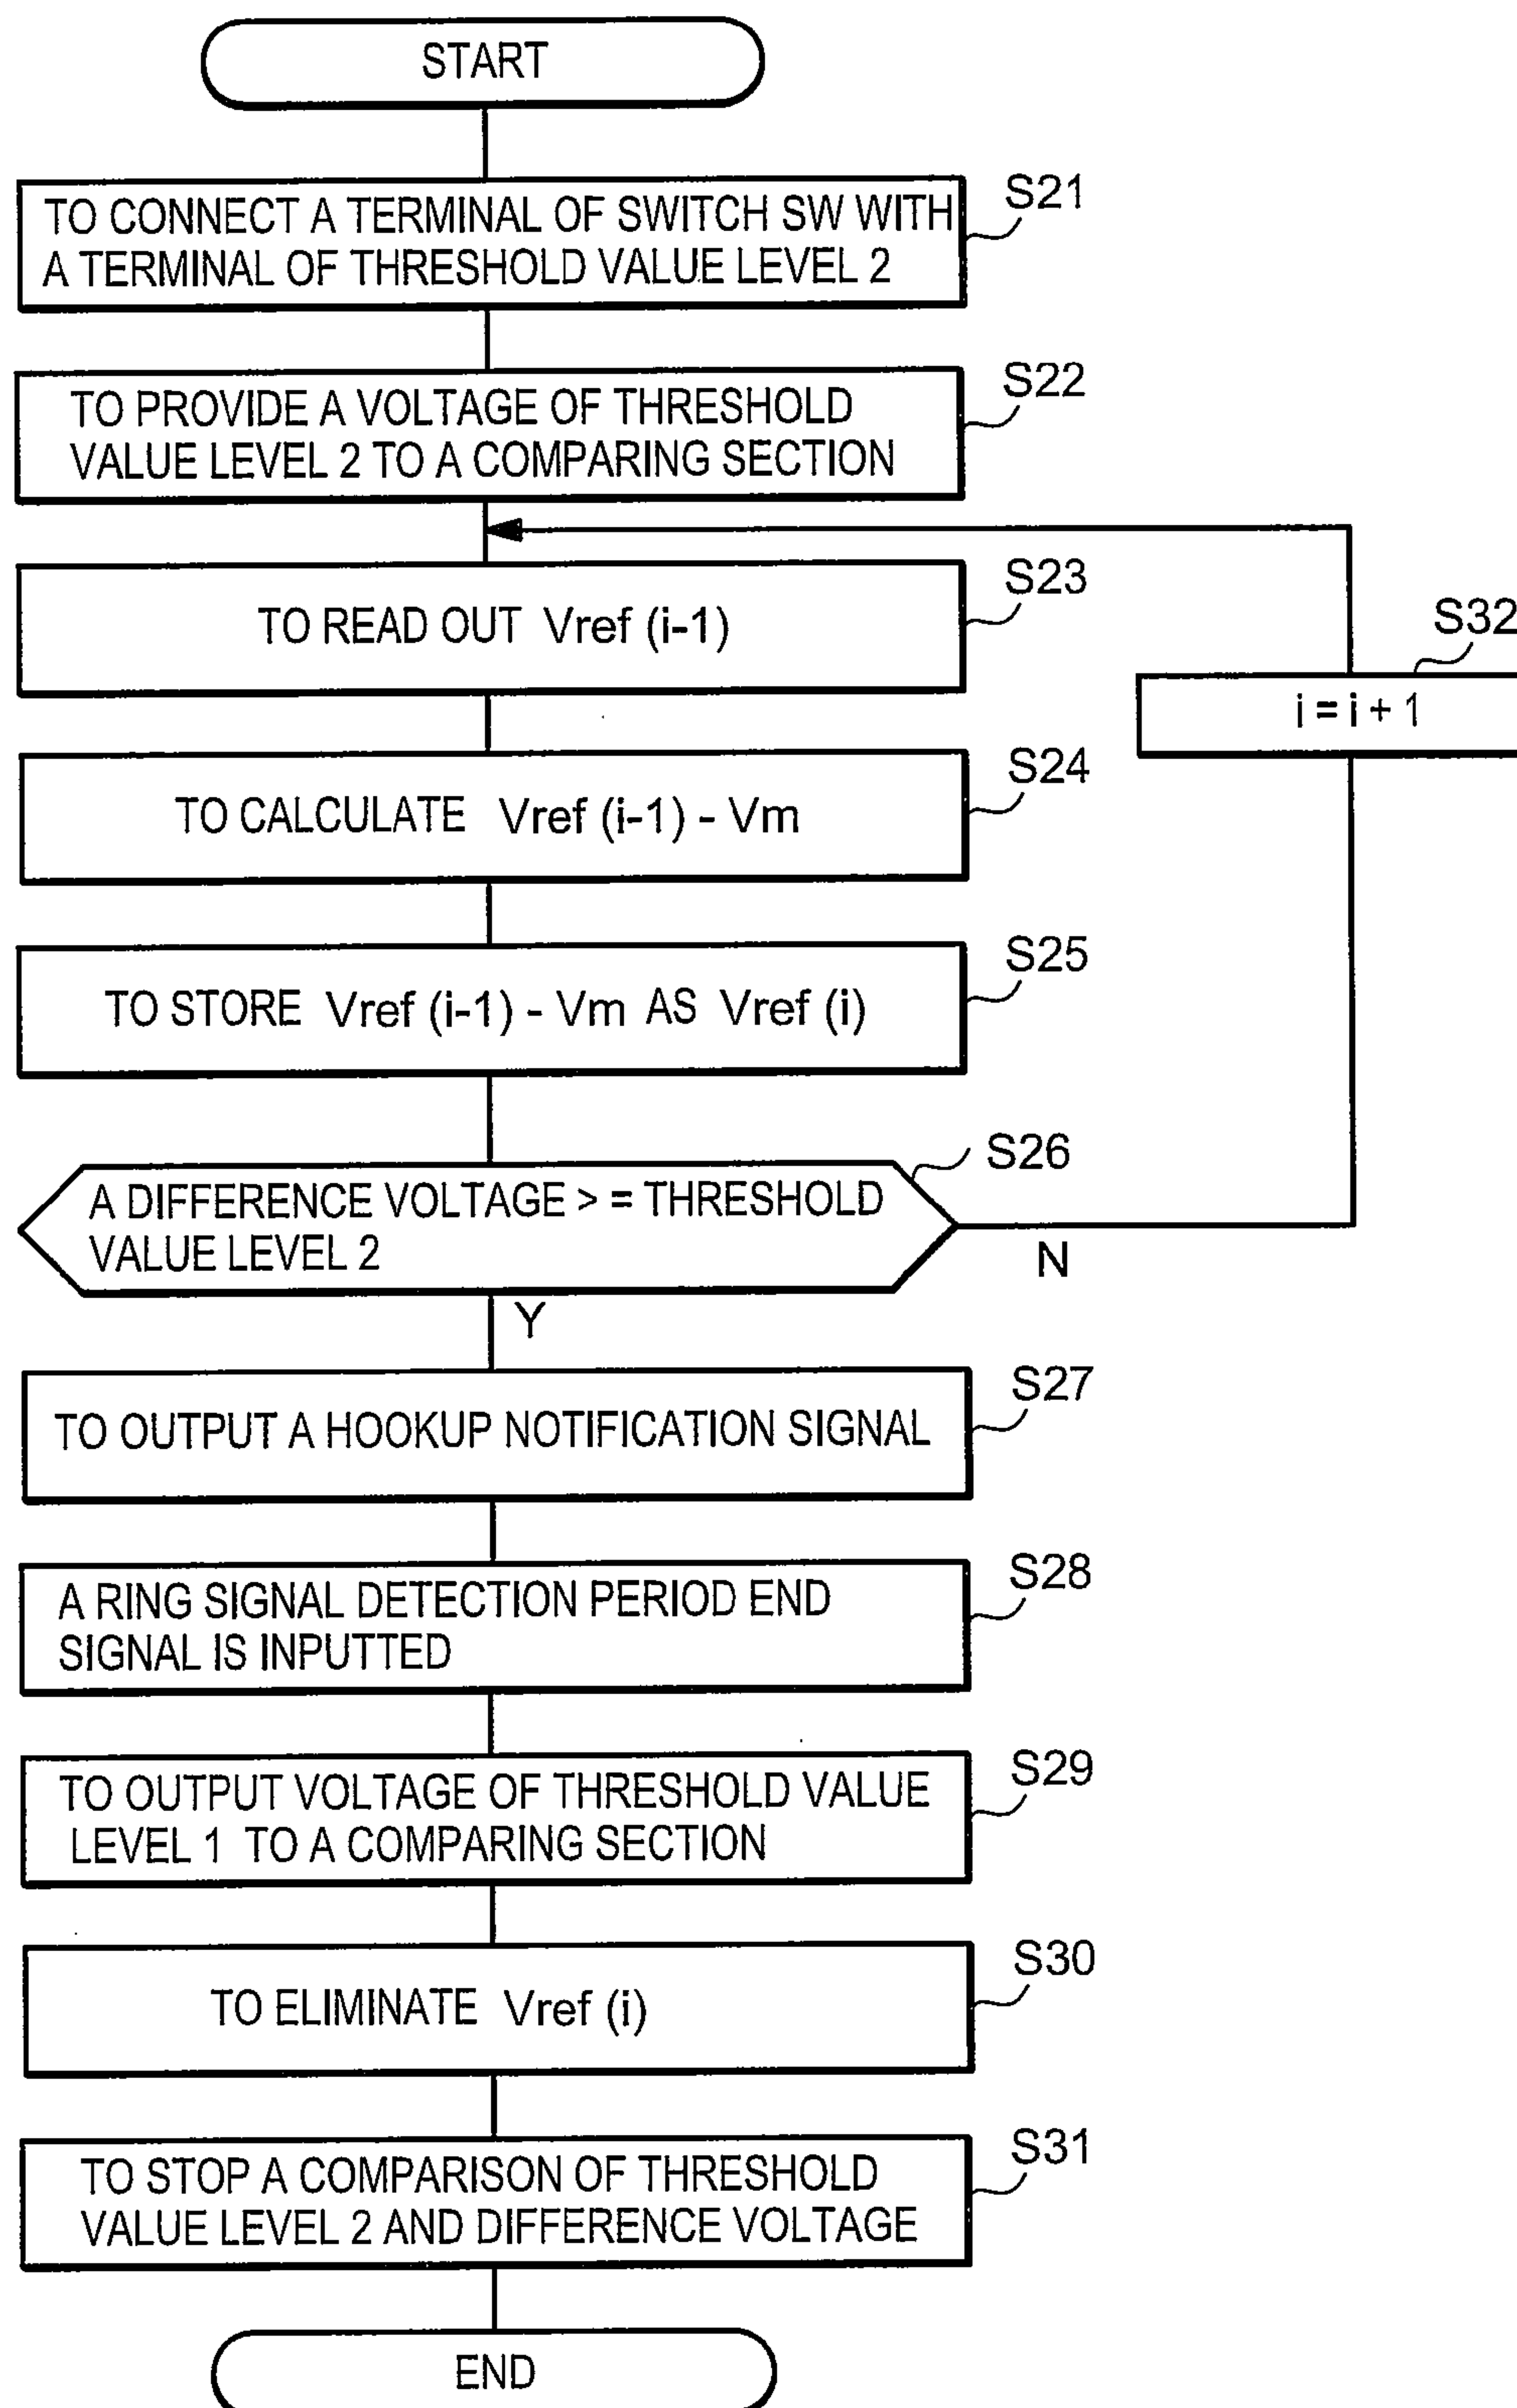 START
S21
TO CONNECT A TERMINAL OF SWITCH SW WITH
A TERMINAL OF THRESHOLD VALUE LEVEL 2
S22
TO PROVIDE A VOLTAGE OF THRESHOLD
VALUE LEVEL 2 TO A COMPARING SECTION
S23
TO READ OUT Vref (i-1)
S32
i = i + 1
S24
TO CALCULATE Vref (i-1) - Vm
S25
TO STORE Vref (i-1) - Vm AS Vref (i)
S26
A DIFFERENCE VOLTAGE > = THRESHOLD
VALUE LEVEL 2
N
Y
S27
TO OUTPUT A HOOKUP NOTIFICATION SIGNAL
S28
A RING SIGNAL DETECTION PERIOD END
SIGNAL IS INPUTTED
S29
TO OUTPUT VOLTAGE OF THRESHOLD VALUE
LEVEL 1 TO A COMPARING SECTION
S30
TO ELIMINATE Vref (i)
S31
TO STOP A COMPARISON OF THRESHOLD
VALUE LEVEL 2 AND DIFFERENCE VOLTAGE
END